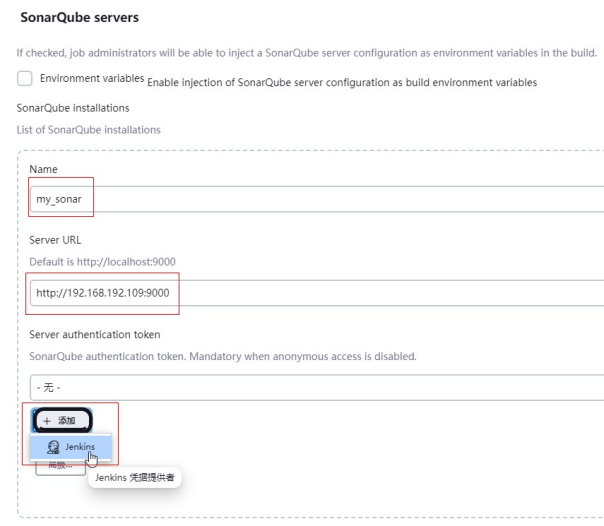 SonarQube servers
If checked, job administrators will be able to inject a SonarQube server configuration as environment variables in the build.
Environment variables Enable injection of SonarQube server configuration as build environment variables
SonarQube installations
List of SonarQube installations
Name
my_sonar
Server URL
Default is http://localhost:9000
http://192.168.192.109:9000
Server authentication token
SonarQube authentication token. Mandatory when anonymous access is disabled.
- 无 -
+ 添加
Jenkins
Jenkins 凭据提供者